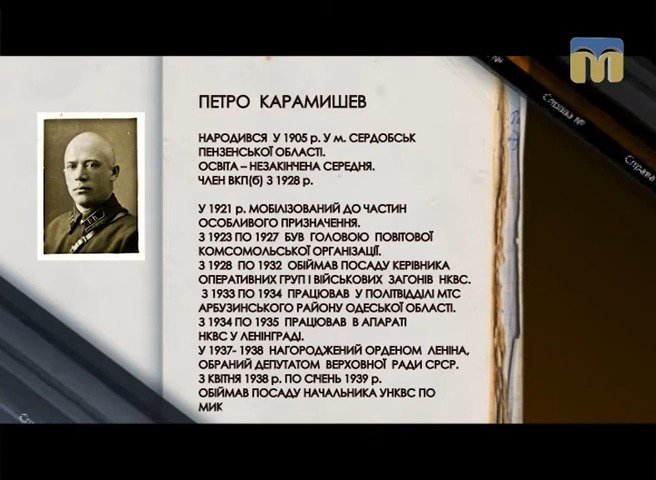 ПЕТРО КАРАМИШЕВ
НАРОДИВСЯ У 1905 р. У м. СЕРДОБСЬК
ПЕНЗЕНСЬКОЇ ОБЛАСТІ.
ОСВІТА – НЕЗАКІНЧЕНА СЕРЕДНЯ.
ЧЛЕН ВКП(б) З 1928 р.
У 1921 р. МОБІЛІЗОВАНИЙ ДО ЧАСТИН
ОСОБЛИВОГО ПРИЗНАЧЕННЯ.
З 1923 ПО 1927 БУВ ГОЛОВОЮ ПОВІТОВОЇ
КОМСОМОЛЬСЬКОЇ ОРГАНІЗАЦІЇ.
З 1928 ПО 1932 ОБІЙМАВ ПОСАДУ КЕРІВНИКА
ОПЕРАТИВНИХ ГРУП І ВІЙСЬКОВИХ ЗАГОНІВ НКВС.
З 1933 ПО 1934 ПРАЦЮВАВ У ПОЛІТВІДДІЛІ МТС
АРБУЗИНСЬКОГО РАЙОНУ ОДЕСЬКОЇ ОБЛАСТІ.
З 1934 ПО 1935 ПРАЦЮВАВ В АПАРАТІ
НКВС У ЛЕНІНГРАДІ.
У 1937- 1938 НАГОРОДЖЕНИЙ ОРДЕНОМ ЛЕНІНА,
ОБРАНИЙ ДЕПУТАТОМ ВЕРХОВНОЇ РАДИ СРСР.
З КВІТНЯ 1938 р. ПО СІЧЕНЬ 1939 р.
ОБІЙМАВ ПОСАДУ НАЧАЛЬНИКА УНКВС ПО
МИК
Справа №
Справа